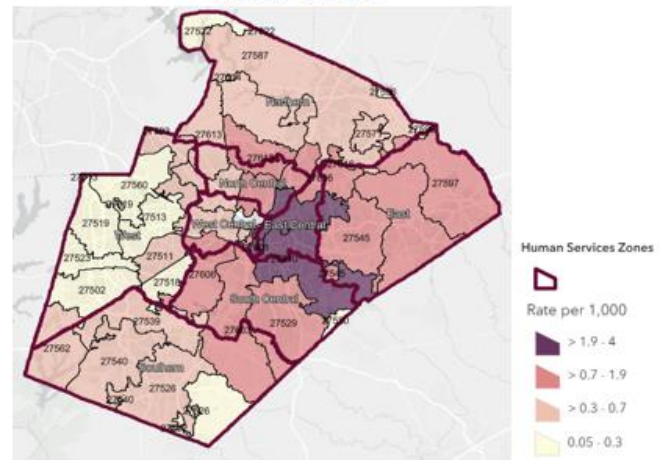 27522
27587
Northern
27613
27560
27519
27513
West
27523
27511
27518
27502
North Central
West Central
East Central
27597
East
27545
27606
South Central
27529
27539
27562
27540
Southern
27526
Human Services Zones
Rate per 1,000
> 1.9 - 4
> 0.7 - 1.9
> 0.3 - 0.7
0.05 - 0.3